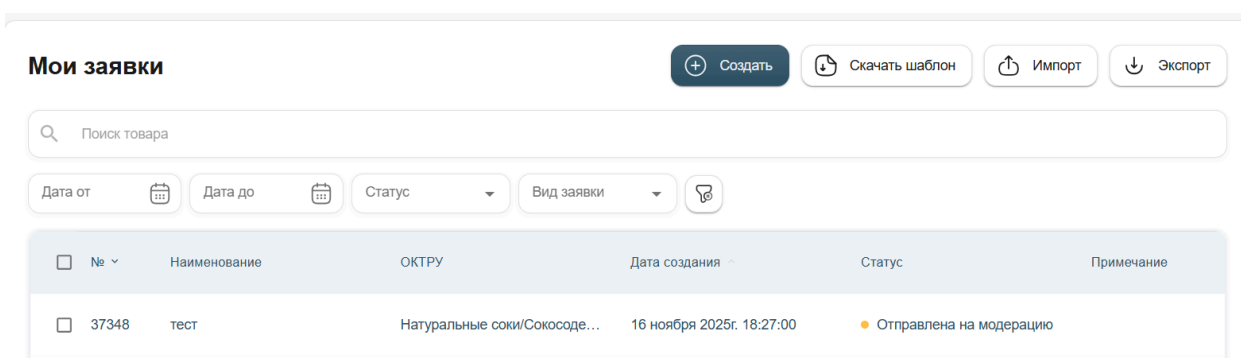 Мои заявки
Создать
Скачать шаблон
Импорт
Экспорт
Поиск товара
Дата от
Дата до
Статус
Вид заявки
№
Наименование
ОКТРУ
Дата создания
Статус
Примечание
37348
тест
Натуральные соки/Сокосоде...
16 ноября 2025г. 18:27:00
Отправлена на модерацию